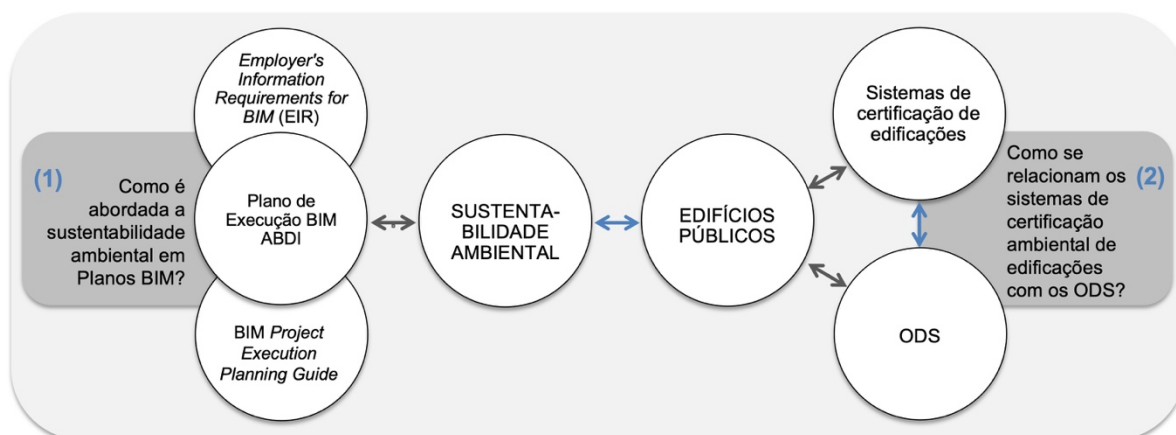 Employer's
Information
Requirements for
BIM (EIR)
(1)
Como é
abordada a
sustentabilidade
ambiental em
Planos BIM?
Plano de
Execução BIM
ABDI
BIM Project
Execution
Planning Guide
SUSTENTA-
BILIDADE
AMBIENTAL
EDIFÍCIOS
PÚBLICOS
Sistemas de
certificação de
edificações
ODS
Como se
relacionam os
sistemas de
certificação
ambiental de
edificações
com os ODS?
(2)